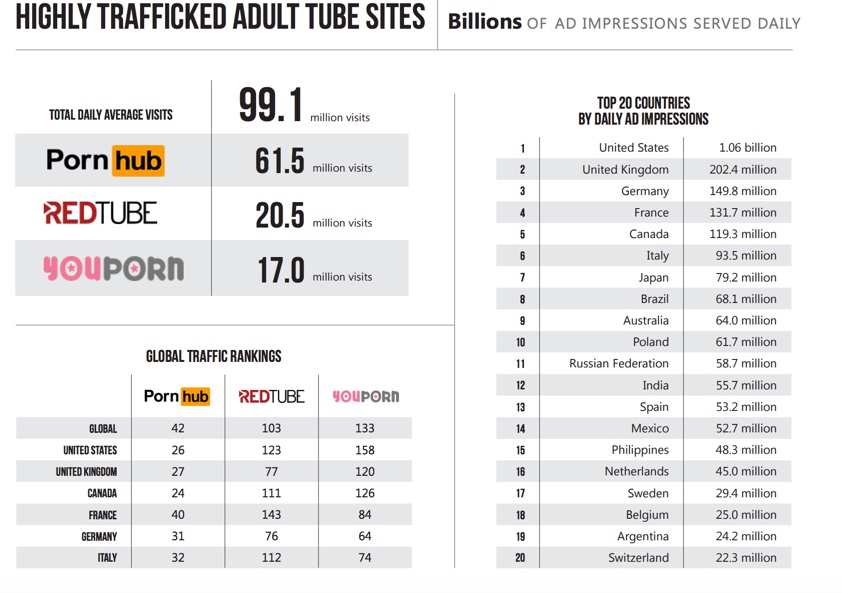 HIGHLY TRAFFICKED ADULT TUBE SITES
Billions OF AD IMPRESSIONS SERVED DAILY
TOTAL DAILY AVERAGE VISITS 99.1 million visits
Porn hub 61.5 million visits
REDTUBE 20.5 million visits
YOUPORN 17.0 million visits
GLOBAL TRAFFIC RANKINGS
Porn hub REDTUBE YOUPORN
GLOBAL 42 103 133
UNITED STATES 26 123 158
UNITED KINGDOM 27 77 120
CANADA 24 111 126
FRANCE 40 143 84
GERMANY 31 76 64
ITALY 32 112 74
TOP 20 COUNTRIES
BY DAILY AD IMPRESSIONS
1 United States 1.06 billion
2 United Kingdom 202.4 million
3 Germany 149.8 million
4 France 131.7 million
5 Canada 119.3 million
6 Italy 93.5 million
7 Japan 79.2 million
8 Brazil 68.1 million
9 Australia 64.0 million
10 Poland 61.7 million
11 Russian Federation 58.7 million
12 India 55.7 million
13 Spain 53.2 million
14 Mexico 52.7 million
15 Philippines 48.3 million
16 Netherlands 45.0 million
17 Sweden 29.4 million
18 Belgium 25.0 million
19 Argentina 24.2 million
20 Switzerland 22.3 million